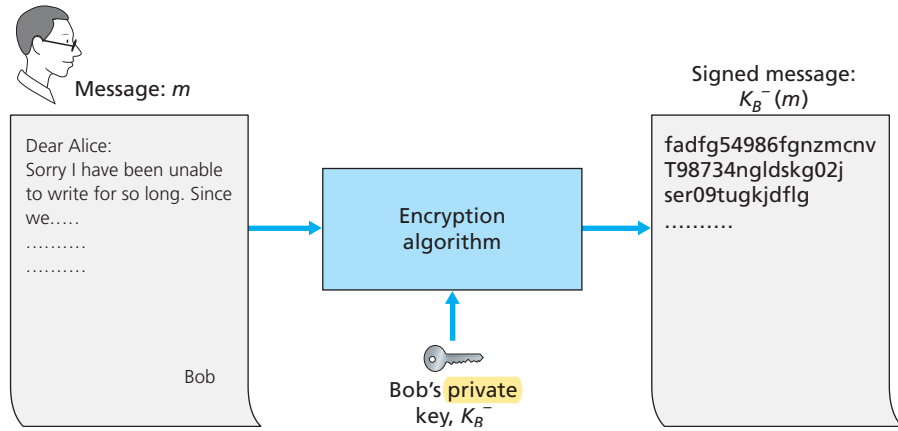 Message: m
Dear Alice:
Sorry I have been unable
to write for so long. Since
we.....
..........
..........
Bob
Encryption
algorithm
Bob's private
key, K_B⁻
Signed message:
K_B⁻(m)
fadfg54986fgnzmcnv
T98734ngldskg02j
ser09tugkjdflg
..........